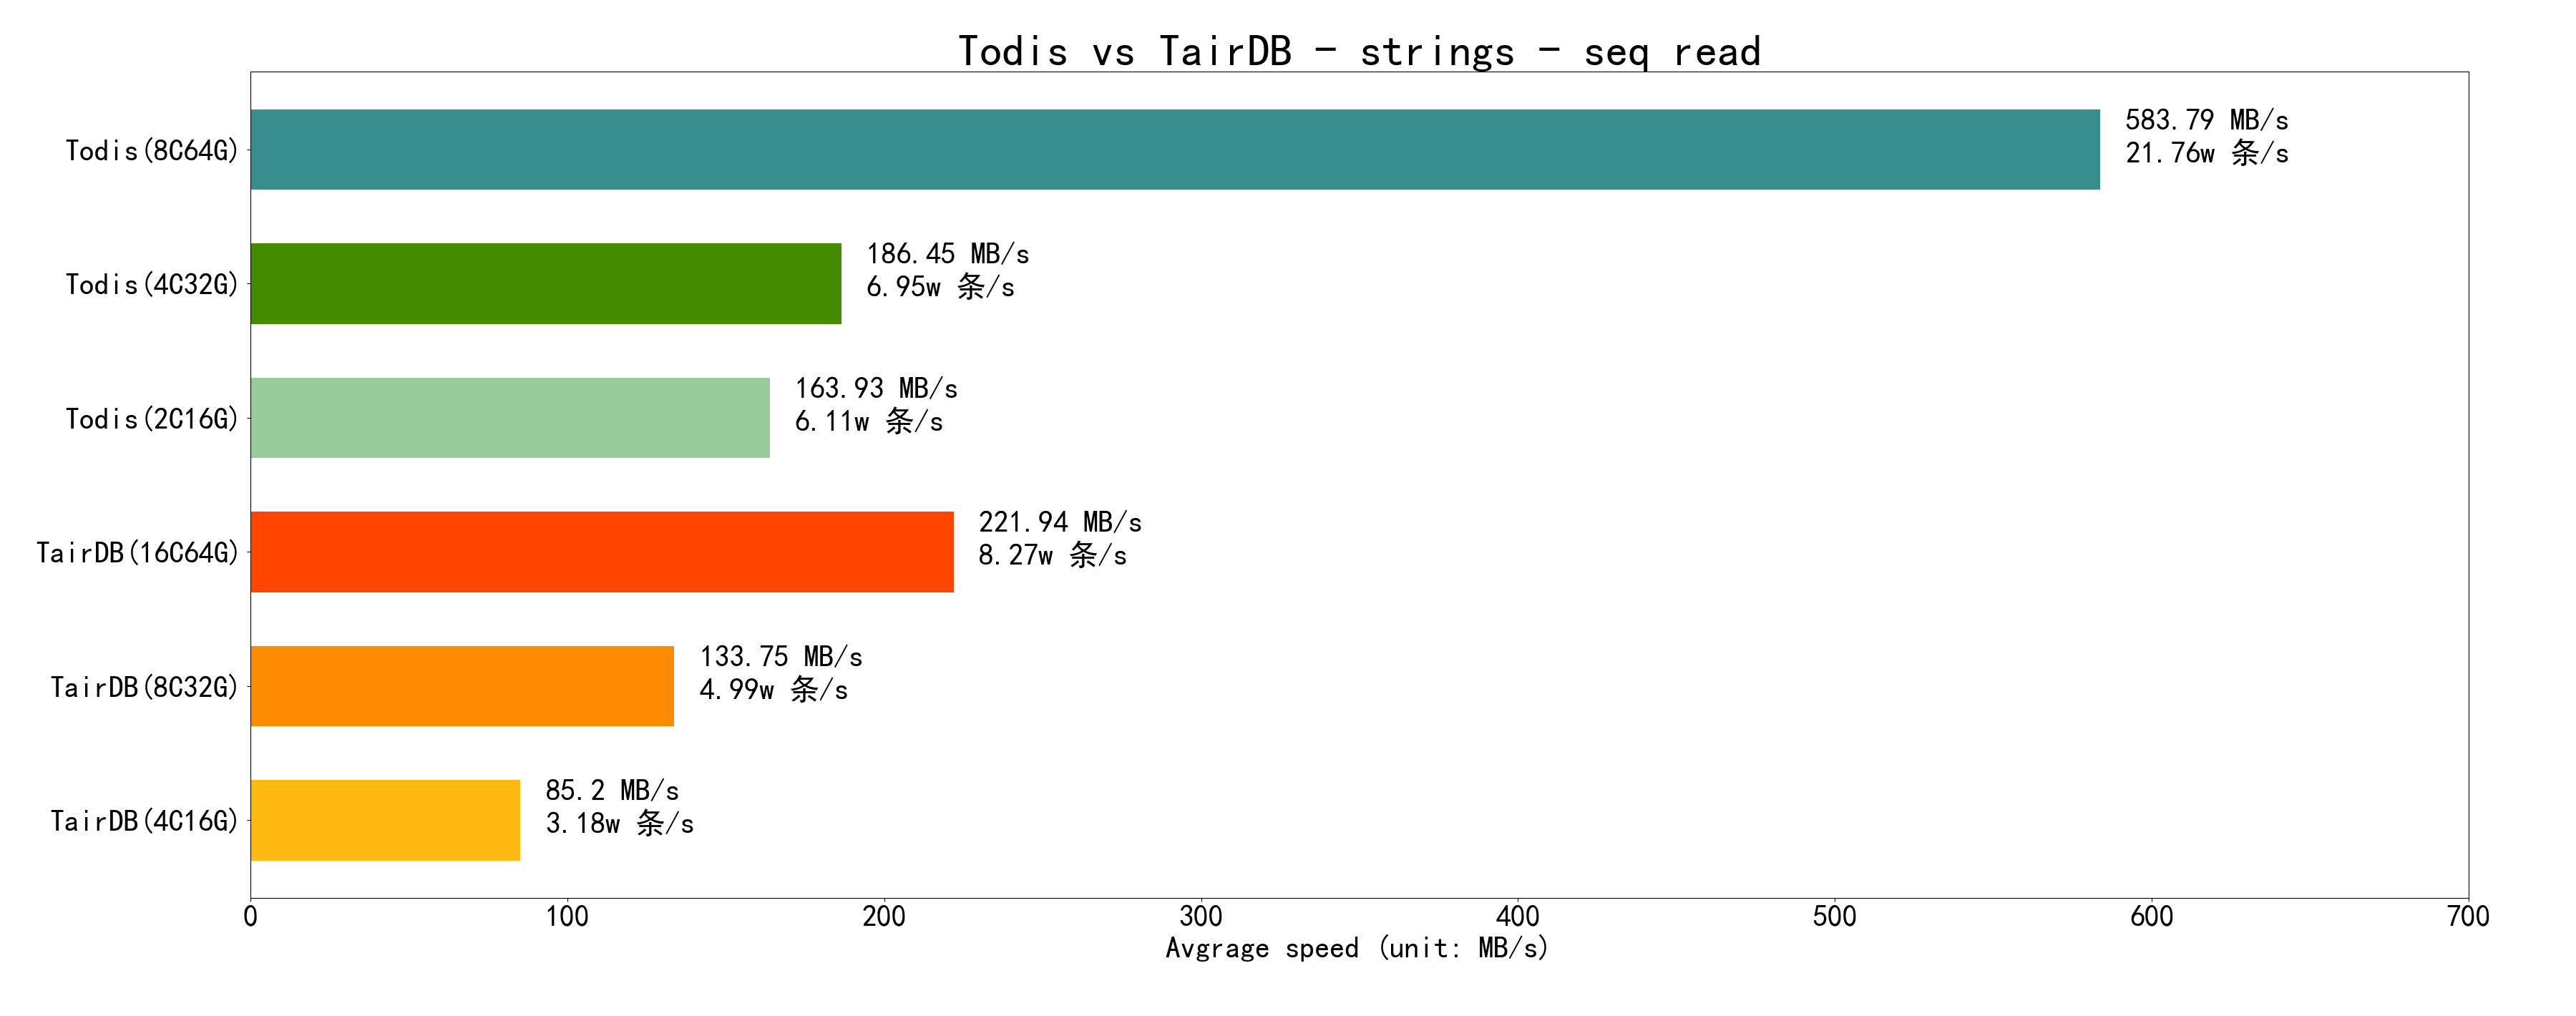 Todis vs TairDB - strings - seq read
Todis(8C64G)
583.79 MB/s
21.76w 条/s
Todis(4C32G)
186.45 MB/s
6.95w 条/s
Todis(2C16G)
163.93 MB/s
6.11w 条/s
TairDB(16C64G)
221.94 MB/s
8.27w 条/s
TairDB(8C32G)
133.75 MB/s
4.99w 条/s
TairDB(4C16G)
85.2 MB/s
3.18w 条/s
0 100 200 300 400 500 600 700
Avgrage speed (unit: MB/s)